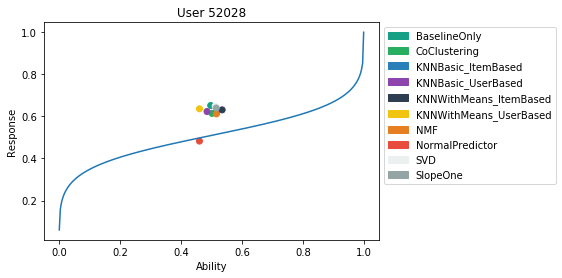 User 52028
1.0
0.8
0.6
0.4
0.2
Response
0.0
0.2
0.4
0.6
0.8
1.0
Ability
BaselineOnly
CoClustering
KNNBasic_ItemBased
KNNBasic_UserBased
KNNWithMeans_ItemBased
KNNWithMeans_UserBased
NMF
NormalPredictor
SVD
SlopeOne